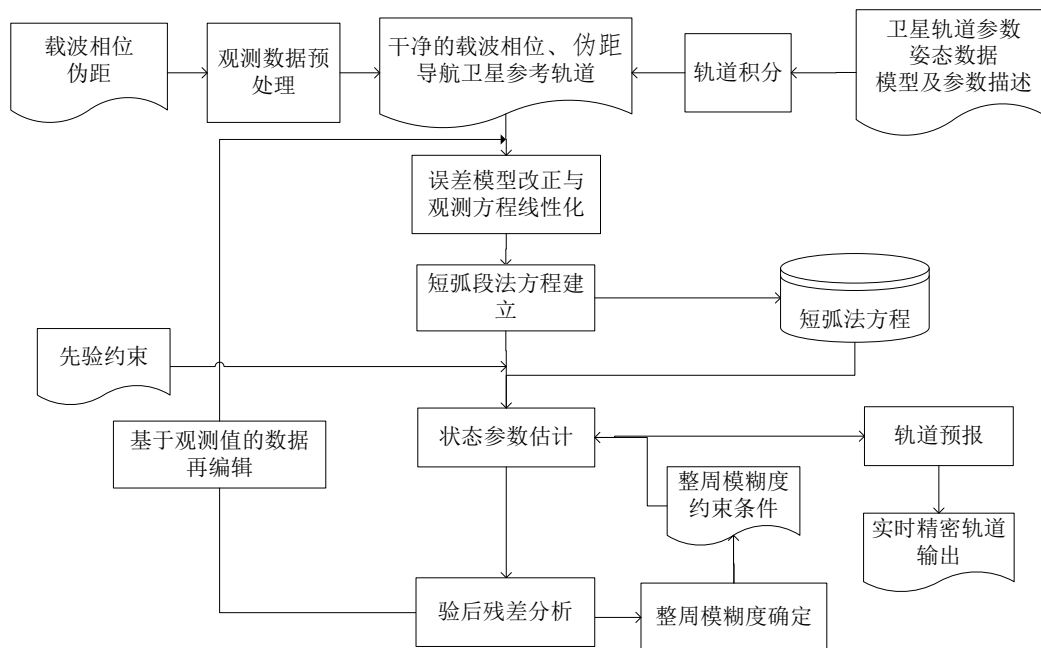 载波相位
伪距
观测数据预
处理
干净的载波相位、伪距
导航卫星参考轨道
轨道积分
卫星轨道参数
姿态数据
模型及参数描述
误差模型改正与
观测方程线性化
短弧段法方程建
立
短弧法方程
先验约束
基于观测值的数据
再编辑
状态参数估计
轨道预报
整周模糊度
约束条件
实时精密轨道
输出
验后残差分析
整周模糊度确定